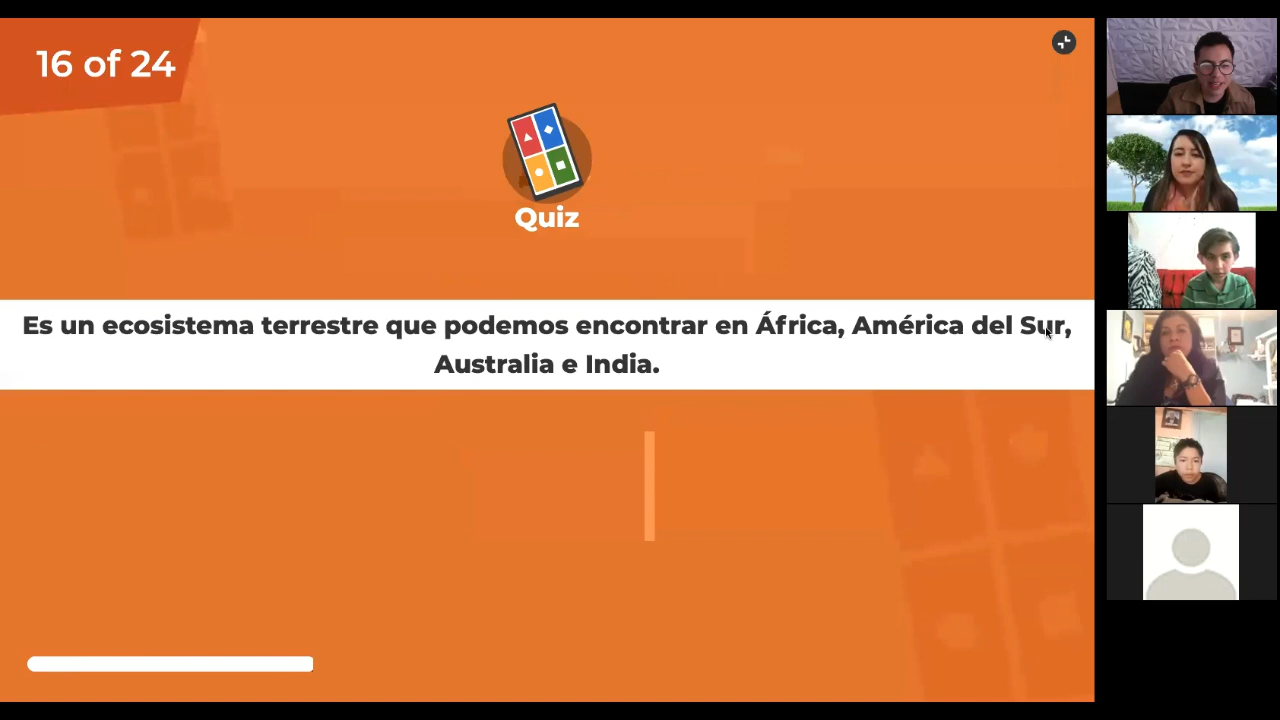 16 of 24
Quiz
Es un ecosistema terrestre que podemos encontrar en África, América del Sur,
Australia e India.